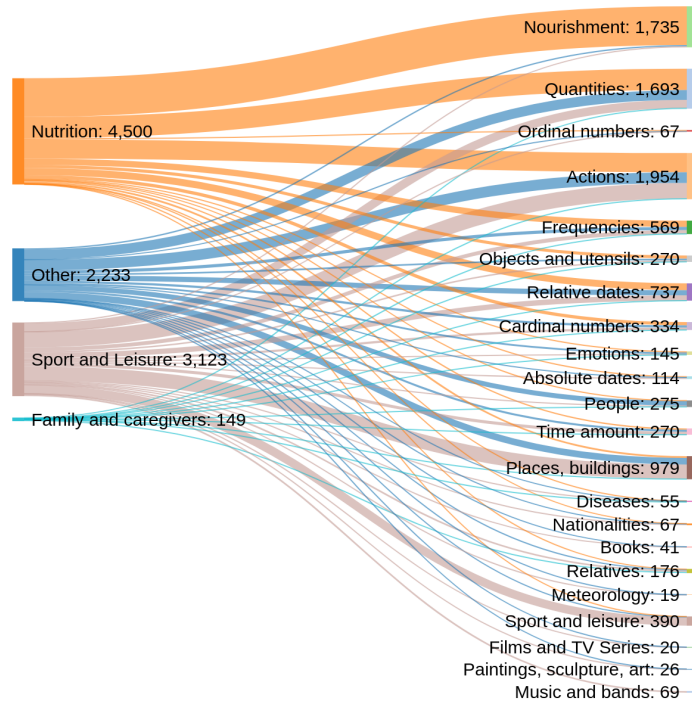 Nourishment: 1,735
Quantities: 1,693
Nutrition: 4,500
Ordinal numbers: 67
Actions: 1,954
Frequencies: 569
Objects and utensils: 270
Other: 2,233
Relative dates: 737
Cardinal numbers: 334
Emotions: 145
Sport and Leisure: 3,123
Absolute dates: 114
People: 275
Family and caregivers: 149
Time amount: 270
Places, buildings: 979
Diseases: 55
Nationalities: 67
Books: 41
Relatives: 176
Meteorology: 19
Sport and leisure: 390
Films and TV Series: 20
Paintings, sculpture, art: 26
Music and bands: 69